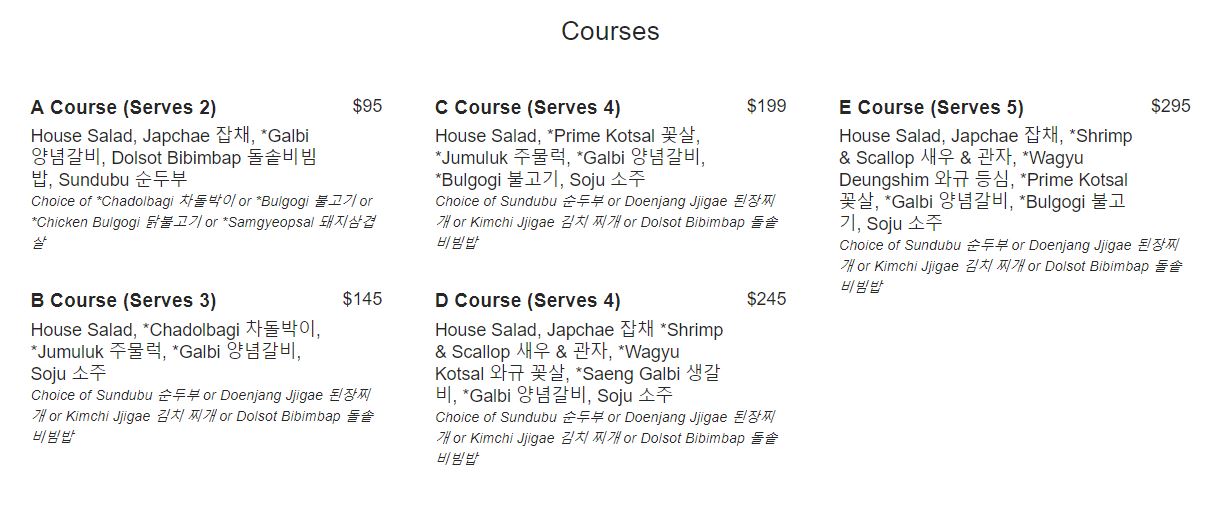 Courses
A Course (Serves 2) $95
House Salad, Japchae 잡채, *Galbi
양념갈비, Dolsot Bibimbap 돌솥비빔
밥, Sundubu 순두부
Choice of *Chadolbagi 차돌박이 or *Bulgogi 불고기 or
*Chicken Bulgogi 닭불고기 or *Samgyeopsal 돼지삼겹
살
B Course (Serves 3) $145
House Salad, *Chadolbagi 차돌박이,
*Jumuluk 주물럭, *Galbi 양념갈비,
Soju 소주
Choice of Sundubu 순두부 or Doenjang Jjigae 된장찌
개 or Kimchi Jjigae 김치 찌개 or Dolsot Bibimbap 돌솥
비빔밥
C Course (Serves 4) $199
House Salad, *Prime Kotsal 꽃살,
*Jumuluk 주물럭, *Galbi 양념갈비,
*Bulgogi 불고기, Soju 소주
Choice of Sundubu 순두부 or Doenjang Jjigae 된장찌
개 or Kimchi Jjigae 김치 찌개 or Dolsot Bibimbap 돌솥
비빔밥
D Course (Serves 4) $245
House Salad, Japchae 잡채 *Shrimp
& Scallop 새우 & 관자, *Wagyu
Kotsal 와규 꽃살, *Saeng Galbi 생갈
비, *Galbi 양념갈비, Soju 소주
Choice of Sundubu 순두부 or Doenjang Jjigae 된장찌
개 or Kimchi Jjigae 김치 찌개 or Dolsot Bibimbap 돌솥
비빔밥
E Course (Serves 5) $295
House Salad, Japchae 잡채, *Shrimp
& Scallop 새우 & 관자, *Wagyu
Deungshim 와규 등심, *Prime Kotsal
꽃살, *Galbi 양념갈비, *Bulgogi 불고
기, Soju 소주
Choice of Sundubu 순두부 or Doenjang Jjigae 된장찌
개 or Kimchi Jjigae 김치 찌개 or Dolsot Bibimbap 돌솥
비빔밥